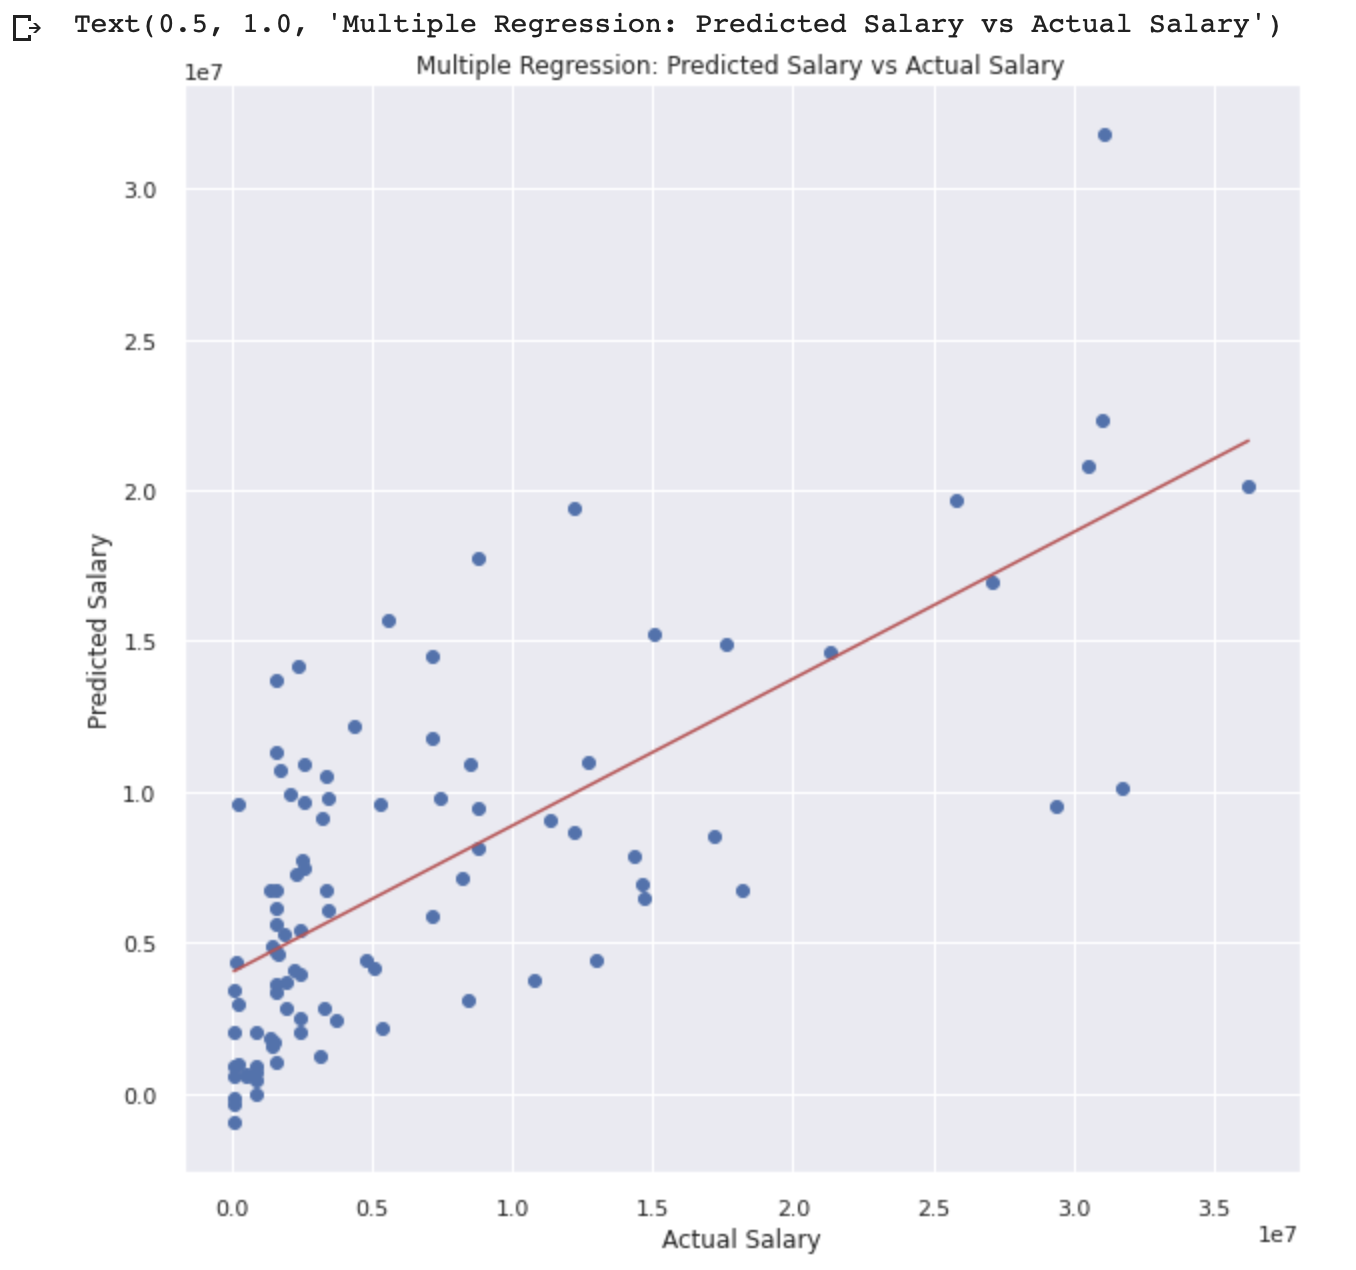 Text(0.5, 1.0, 'Multiple Regression: Predicted Salary vs Actual Salary')
Multiple Regression: Predicted Salary vs Actual Salary
1e7
3.0
2.5
2.0
1.5
1.0
0.5
0.0
Predicted Salary
0.0 0.5 1.0 1.5 2.0 2.5 3.0 3.5
1e7
Actual Salary